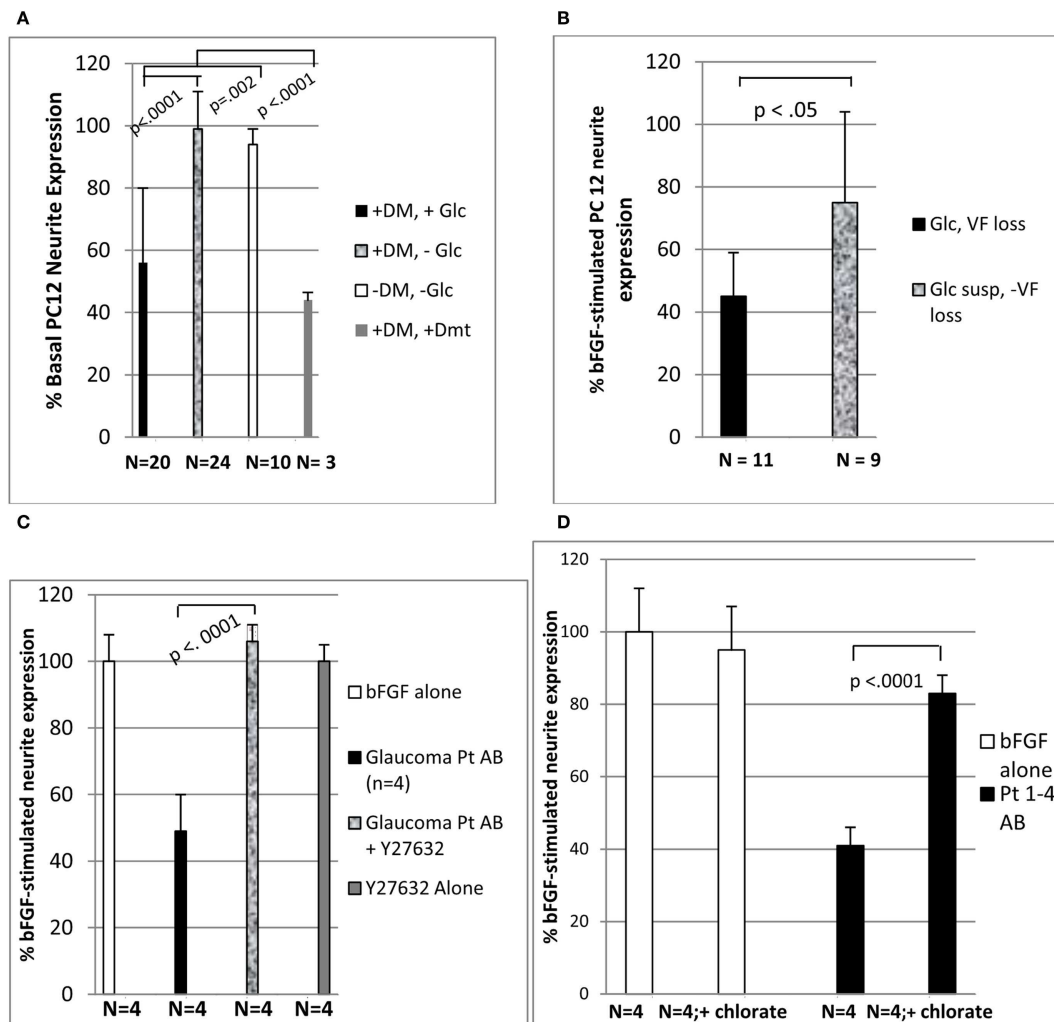 A
% Basal PC12 Neurite Expression
120
100
80
60
40
20
0
p<.0001
p=.002
p <.0001
N=20
N=24
N=10
N= 3
+DM, + Glc
+DM, - Glc
-DM, -Glc
+DM, +Dmt
B
% bFGF-stimulated PC 12 neurite
expression
120
100
80
60
40
20
0
p < .05
N = 11
N = 9
Glc, VF loss
Glc susp, -VF
loss
C
% bFGF-stimulated neurite expression
120
100
80
60
40
20
0
p <. 0001
N=4
N=4
N=4
N=4
bFGF alone
Glaucoma Pt AB
(n=4)
Glaucoma Pt AB
+ Y27632
Y27632 Alone
D
% bFGF-stimulated neurite expression
120
100
80
60
40
20
0
p <.0001
N=4
N=4;+ chlorate
N=4
N=4;+ chlorate
bFGF
alone
Pt 1-4
AB